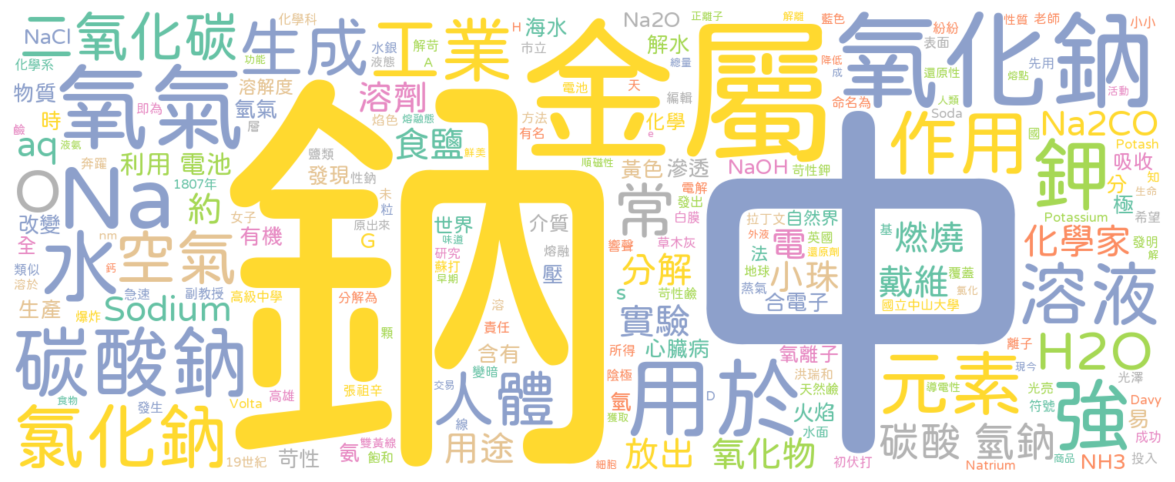 二氧化碳
NaCl
化學系
物質
時
鹼
液氨
aq
即為
氧氣
生成
化學科
功能
水銀
液態
溶解度
氫氣
層
工業
解苛
A
H
市立
海水
溶劑
焰色
熔融態
食鹽
鮮美
方法
有名
電池
天
編輯
化學
e
順磁性
金屬
Na2O
解水
總量
正離子
解離
藍色
降低
成
氧化鈉
紛紛
表面
性質
老師
先用
小小
還原性
熔點
人類
活動
命名為
Soda
作用
國
Na2CO
Potash
鉀
吸收
知
分
生命
極
希望
Potassium
發明
解
奔躍
利用
電池
1807年
O
Na
約
改變
全
nm
水
鈣
空氣
類似
溶於
急速
副教授
生產
爆炸
Sodium
鹽類
發現
性鈉
未
粒
女子
原出來
有機
G
高級中學
分解為
顆
鈉
世界
味道
研究
蘇打
早期
介質
熔融
壓
溶
責任
含有
變暗
交易
線
人體
常
黃色
滲透
NaOH
苛性鉀
電解
發出
白膜
響聲
草木灰
分解
苛性鹼
s
實驗
心臟病
所得
陰極
氫
獲取
中
拉丁文
自然界
外液
電
英國
還原劑
法
地球
小珠
蒸氣
合電子
基
燃燒
戴維
覆蓋
氫化
國立中山大學
化學家
溶液
H2O
碳酸鈉
食物
發生
氯化鈉
19世紀
Volta
高雄
張祖辛
苛性
氨
雙黃線
飽和
用途
用於
D
放出
細胞
氧化物
氧離子
洪瑞和
天然鹼
火焰
水面
初伏打
元素
離子
現今
導電性
光亮
光澤
符號
強
Davy
易
成功
碳酸
氫鈉
Natrium
商品
NH3
投入